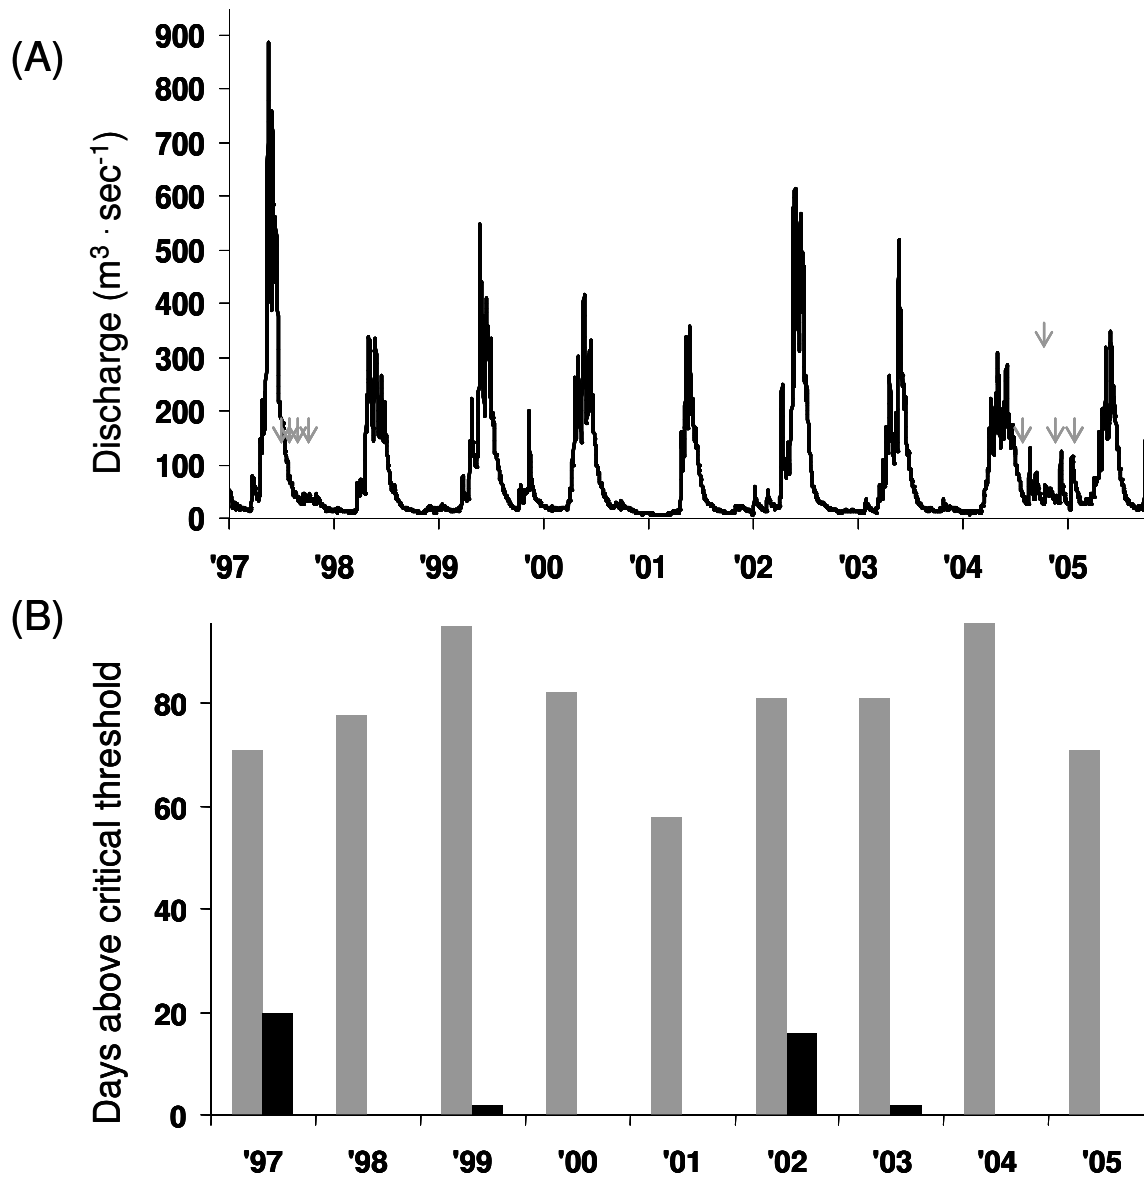 (A)
Discharge (m³ · sec⁻¹)
900
800
700
600
500
400
300
200
100
0
'97 '98 '99 '00 '01 '02 '03 '04 '05
(B)
Days above critical threshold
80
60
40
20
0
'97 '98 '99 '00 '01 '02 '03 '04 '05